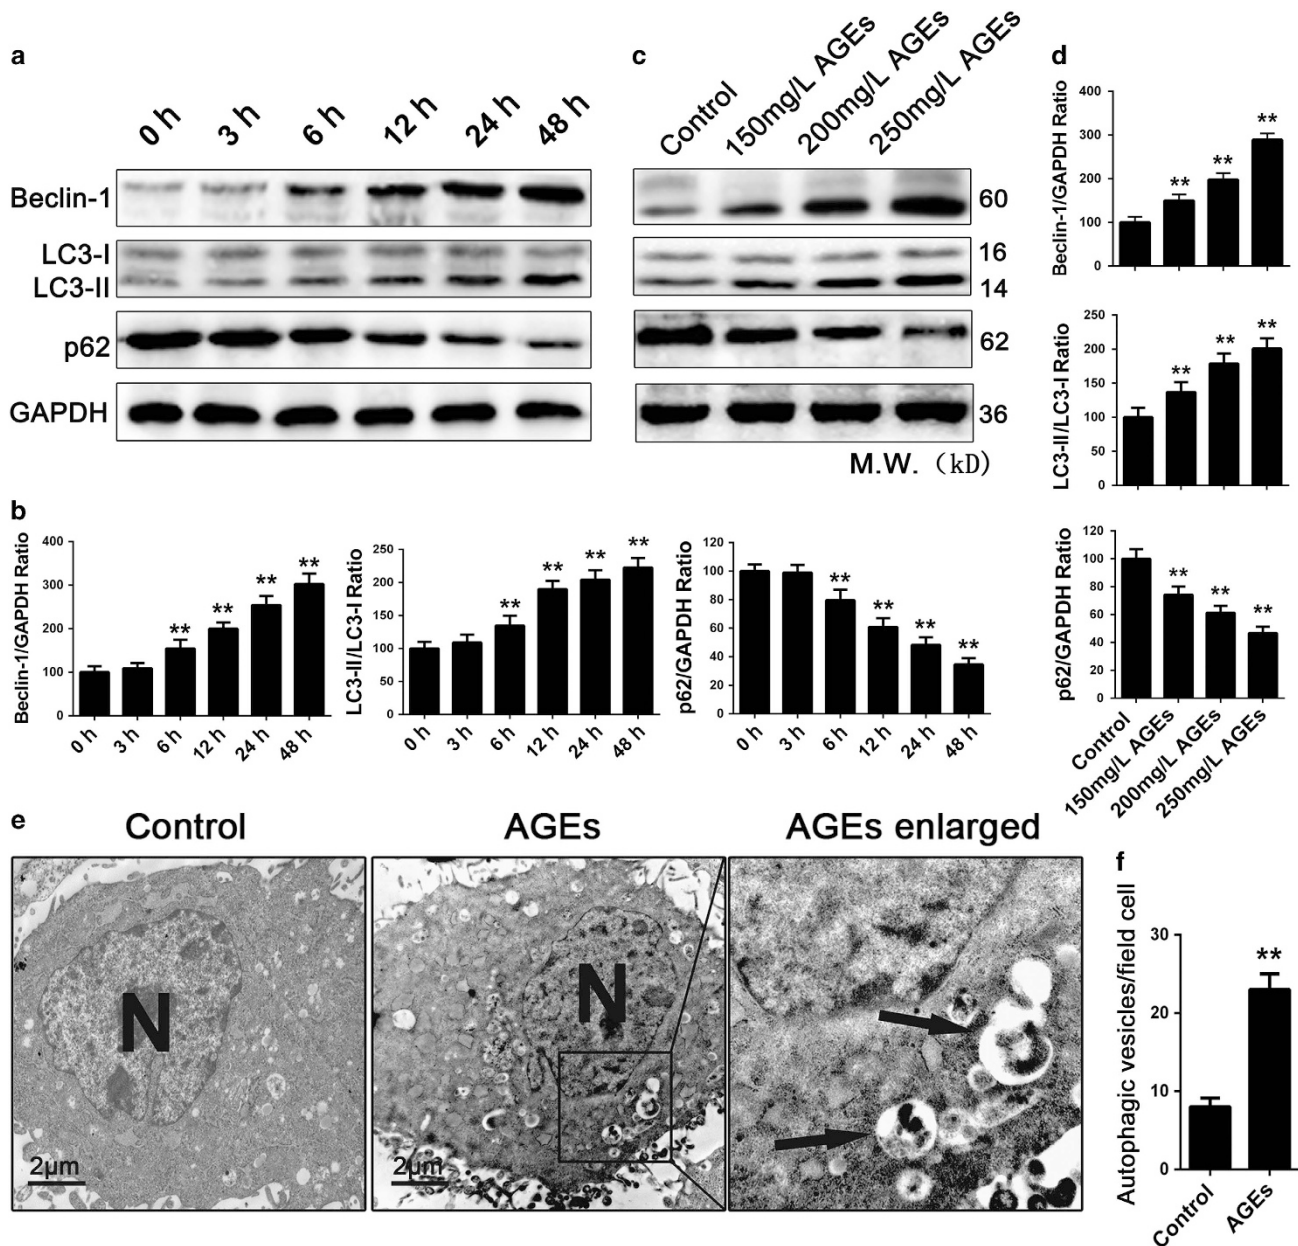 a
0 h 3 h 6 h 12 h 24 h 48 h
Beclin-1
LC3-I
LC3-II
p62
GAPDH
c
Control 150mg/L AGEs 200mg/L AGEs 250mg/L AGEs
60
16
14
62
36
M.W. (kD)
d
Beclin-1/GAPDH Ratio
400
300
200
100
0
** ** **
LC3-II/LC3-I Ratio
250
200
150
100
50
0
** ** **
p62/GAPDH Ratio
120
100
80
60
40
20
0
** ** **
Control 150mg/L AGEs 200mg/L AGEs 250mg/L AGEs
b
Beclin-1/GAPDH Ratio
400
300
200
100
0
** ** ** **
0 h 3 h 6 h 12 h 24 h 48 h
LC3-II/LC3-I Ratio
250
200
150
100
50
0
** ** ** **
0 h 3 h 6 h 12 h 24 h 48 h
p62/GAPDH Ratio
120
100
80
60
40
20
0
** ** ** **
0 h 3 h 6 h 12 h 24 h 48 h
e
Control AGEs AGEs enlarged
N
2μm
N
2μm
f
Autophagic vesicles/field cell
30
20
10
0
**
Control AGEs